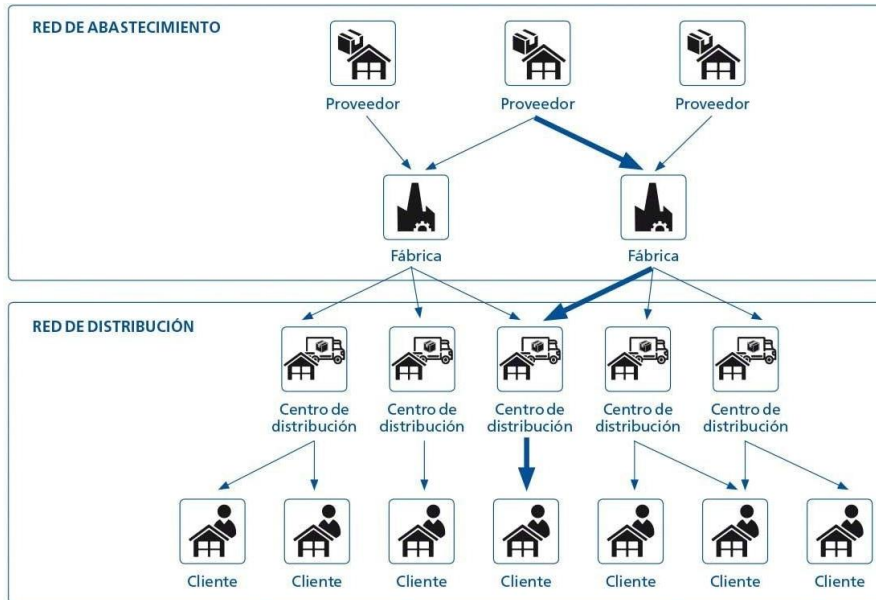 RED DE ABASTECIMIENTO
Proveedor
Proveedor
Proveedor
Fábrica
Fábrica
RED DE DISTRIBUCIÓN
Centro de
distribución
Centro de
distribución
Centro de
distribución
Centro de
distribución
Centro de
distribución
Cliente
Cliente
Cliente
Cliente
Cliente
Cliente
Cliente